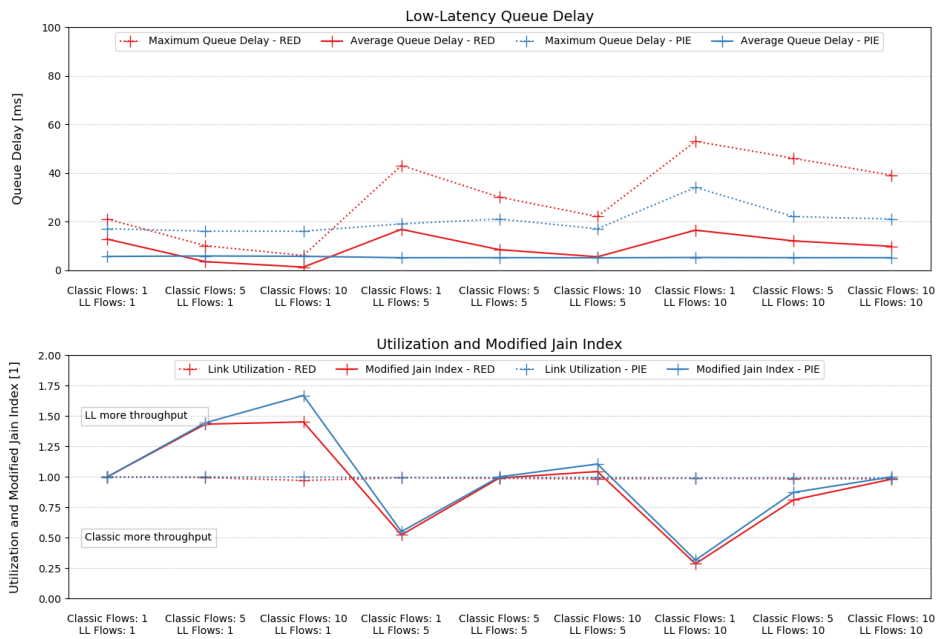 Low-Latency Queue Delay
Maximum Queue Delay - RED Average Queue Delay - RED Maximum Queue Delay - PIE Average Queue Delay - PIE
Queue Delay [ms]
100
80
60
40
20
0
Classic Flows: 1 Classic Flows: 5 Classic Flows: 10 Classic Flows: 1 Classic Flows: 5 Classic Flows: 10 Classic Flows: 1 Classic Flows: 5 Classic Flows: 10
LL Flows: 1 LL Flows: 1 LL Flows: 1 LL Flows: 5 LL Flows: 5 LL Flows: 5 LL Flows: 10 LL Flows: 10 LL Flows: 10
Utilization and Modified Jain Index
Link Utilization - RED Modified Jain Index - RED Link Utilization - PIE Modified Jain Index - PIE
Utilization and Modified Jain Index [1]
2.00
1.75
1.50
1.25
1.00
0.75
0.50
0.25
0.00
LL more throughput
Classic more throughput
Classic Flows: 1 Classic Flows: 5 Classic Flows: 10 Classic Flows: 1 Classic Flows: 5 Classic Flows: 10 Classic Flows: 1 Classic Flows: 5 Classic Flows: 10
LL Flows: 1 LL Flows: 1 LL Flows: 1 LL Flows: 5 LL Flows: 5 LL Flows: 5 LL Flows: 10 LL Flows: 10 LL Flows: 10